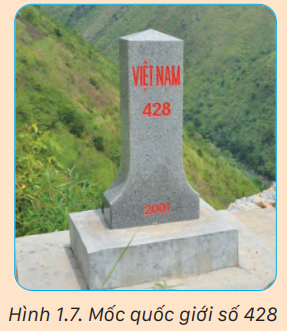 VIỆT NAM
428
2001
Hình 1.7. Mốc quốc giới số 428